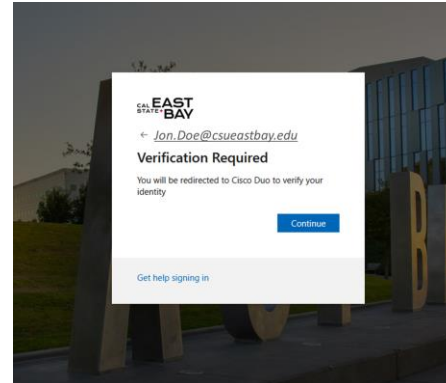 CAL EAST
STATE BAY
← Jon.Doe@csueastbay.edu
Verification Required
You will be redirected to Cisco Duo to verify your
identity
Continue
Get help signing in